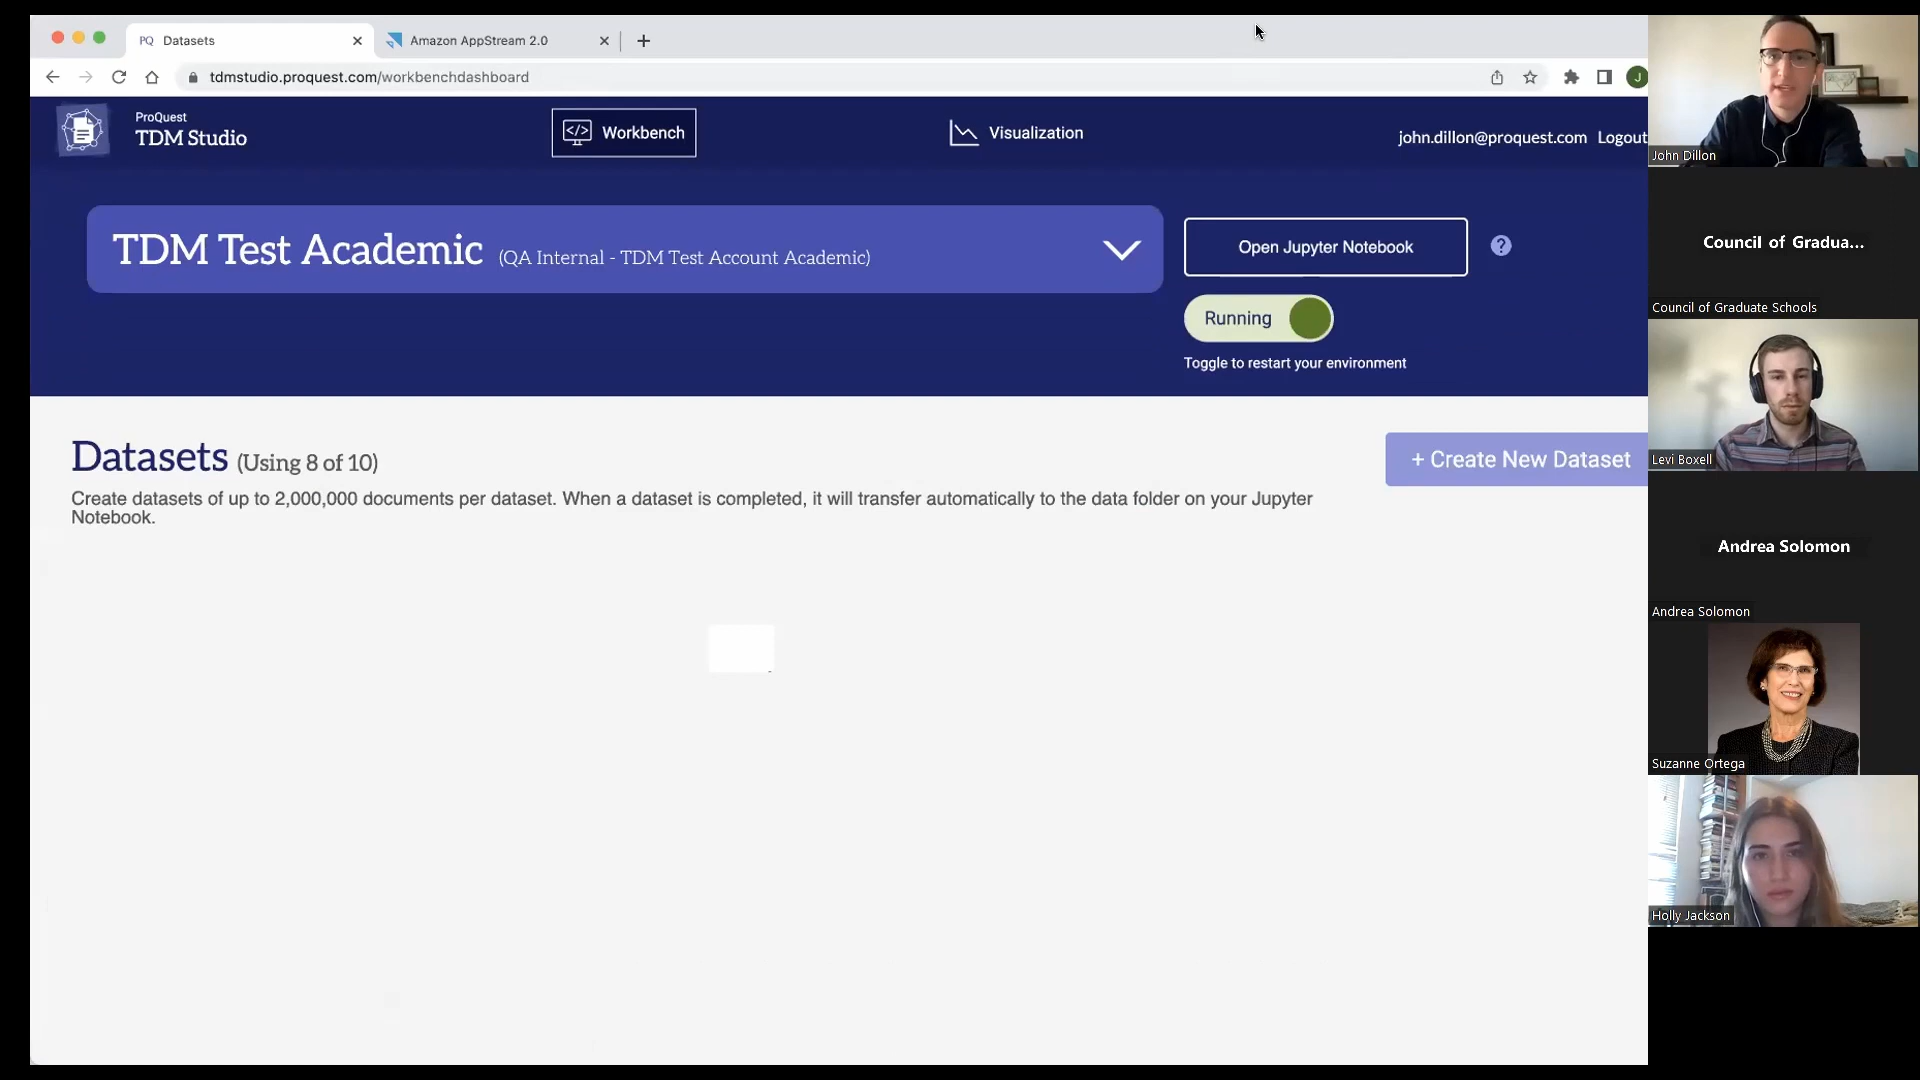 PQ Datasets
Amazon AppStream 2.0
tdmstudio.proquest.com/workbenchdashboard
J
ProQuest
TDM Studio
</> Workbench
Visualization
john.dillon@proquest.com Logout
TDM Test Academic (QA Internal - TDM Test Account Academic)
Open Jupyter Notebook
?
Running
Toggle to restart your environment
Datasets (Using 8 of 10)
+ Create New Dataset
Create datasets of up to 2,000,000 documents per dataset. When a dataset is completed, it will transfer automatically to the data folder on your Jupyter
Notebook.
John Dillon
Council of Gradua...
Council of Graduate Schools
Levi Boxell
Andrea Solomon
Andrea Solomon
Suzanne Ortega
Holly Jackson